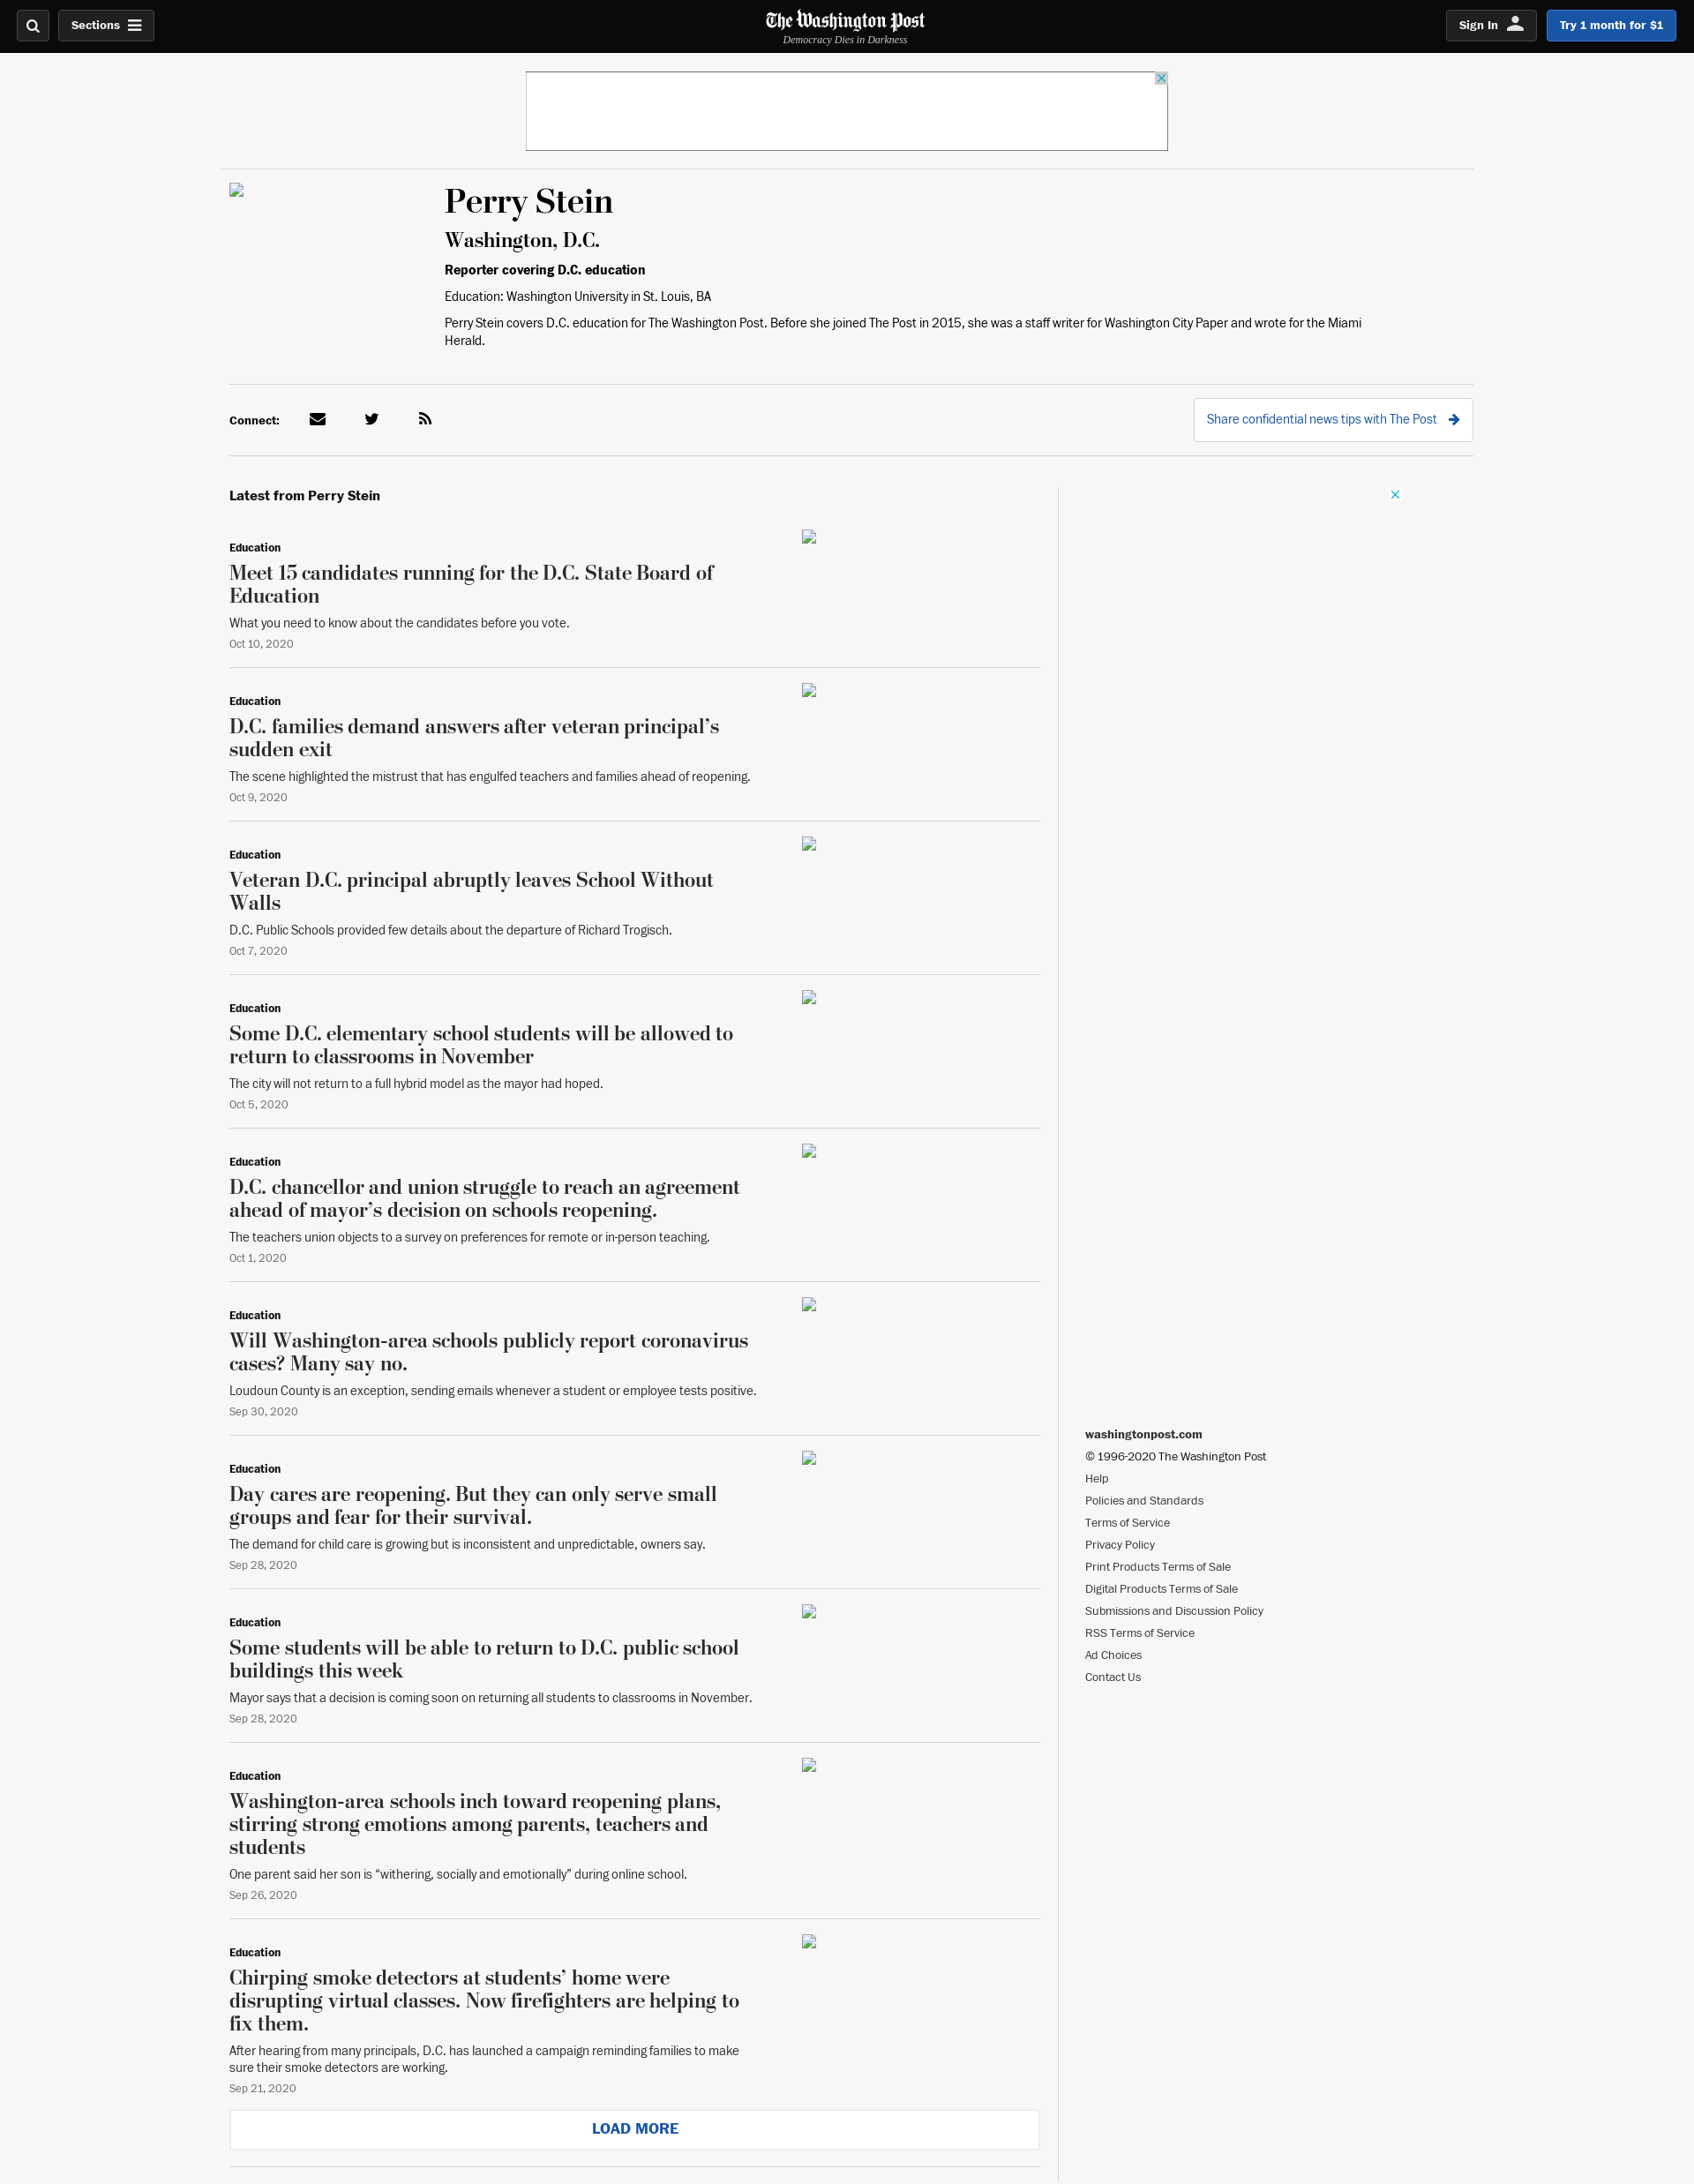 Sections
The Washington Post
Democracy Dies in Darkness
Sign In
Try 1 month for $1
Perry Stein
Washington, D.C.
Reporter covering D.C. education
Education: Washington University in St. Louis, BA
Perry Stein covers D.C. education for The Washington Post. Before she joined The Post in 2015, she was a staff writer for Washington City Paper and wrote for the Miami
Herald.
Connect:
Share confidential news tips with The Post
Latest from Perry Stein
Education
Meet 15 candidates running for the D.C. State Board of
Education
What you need to know about the candidates before you vote.
Oct 10, 2020
Education
D.C. families demand answers after veteran principal’s
sudden exit
The scene highlighted the mistrust that has engulfed teachers and families ahead of reopening.
Oct 9, 2020
Education
Veteran D.C. principal abruptly leaves School Without
Walls
D.C. Public Schools provided few details about the departure of Richard Trogisch.
Oct 7, 2020
Education
Some D.C. elementary school students will be allowed to
return to classrooms in November
The city will not return to a full hybrid model as the mayor had hoped.
Oct 5, 2020
Education
D.C. chancellor and union struggle to reach an agreement
ahead of mayor’s decision on schools reopening.
The teachers union objects to a survey on preferences for remote or in-person teaching.
Oct 1, 2020
Education
Will Washington-area schools publicly report coronavirus
cases? Many say no.
Loudoun County is an exception, sending emails whenever a student or employee tests positive.
Sep 30, 2020
Education
Day cares are reopening. But they can only serve small
groups and fear for their survival.
The demand for child care is growing but is inconsistent and unpredictable, owners say.
Sep 28, 2020
Education
Some students will be able to return to D.C. public school
buildings this week
Mayor says that a decision is coming soon on returning all students to classrooms in November.
Sep 28, 2020
Education
Washington-area schools inch toward reopening plans,
stirring strong emotions among parents, teachers and
students
One parent said her son is “withering, socially and emotionally” during online school.
Sep 26, 2020
Education
Chirping smoke detectors at students’ home were
disrupting virtual classes. Now firefighters are helping to
fix them.
After hearing from many principals, D.C. has launched a campaign reminding families to make
sure their smoke detectors are working.
Sep 21, 2020
LOAD MORE
washingtonpost.com
© 1996-2020 The Washington Post
Help
Policies and Standards
Terms of Service
Privacy Policy
Print Products Terms of Sale
Digital Products Terms of Sale
Submissions and Discussion Policy
RSS Terms of Service
Ad Choices
Contact Us